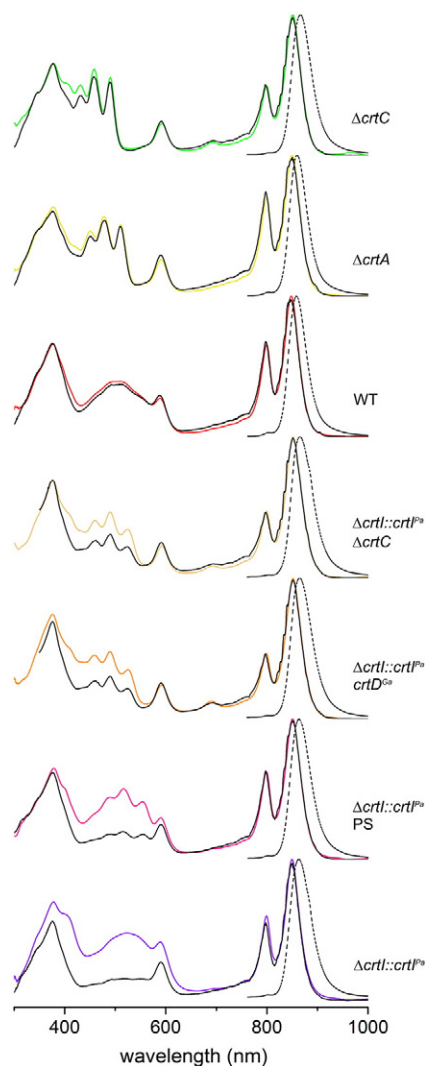 ΔcrtC
ΔcrtA
WT
ΔcrtI::crtIᴾᵃ
ΔcrtC
ΔcrtI::crtIᴾᵃ
crtDᴳᵃ
ΔcrtI::crtIᴾᵃ
PS
ΔcrtI::crtIᴾᵃ
400 600 800 1000
wavelength (nm)